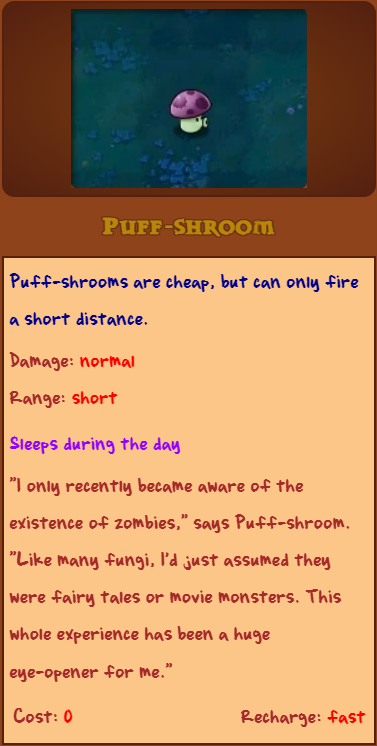 Puff-shroom
Puff-shrooms are cheap, but can only fire
a short distance.
Damage: normal
Range: short
Sleeps during the day
"I only recently became aware of the
existence of zombies," says Puff-shroom.
"Like many fungi, I'd just assumed they
were fairy tales or movie monsters. This
whole experience has been a huge
eye-opener for me."
Cost: 0 Recharge: fast